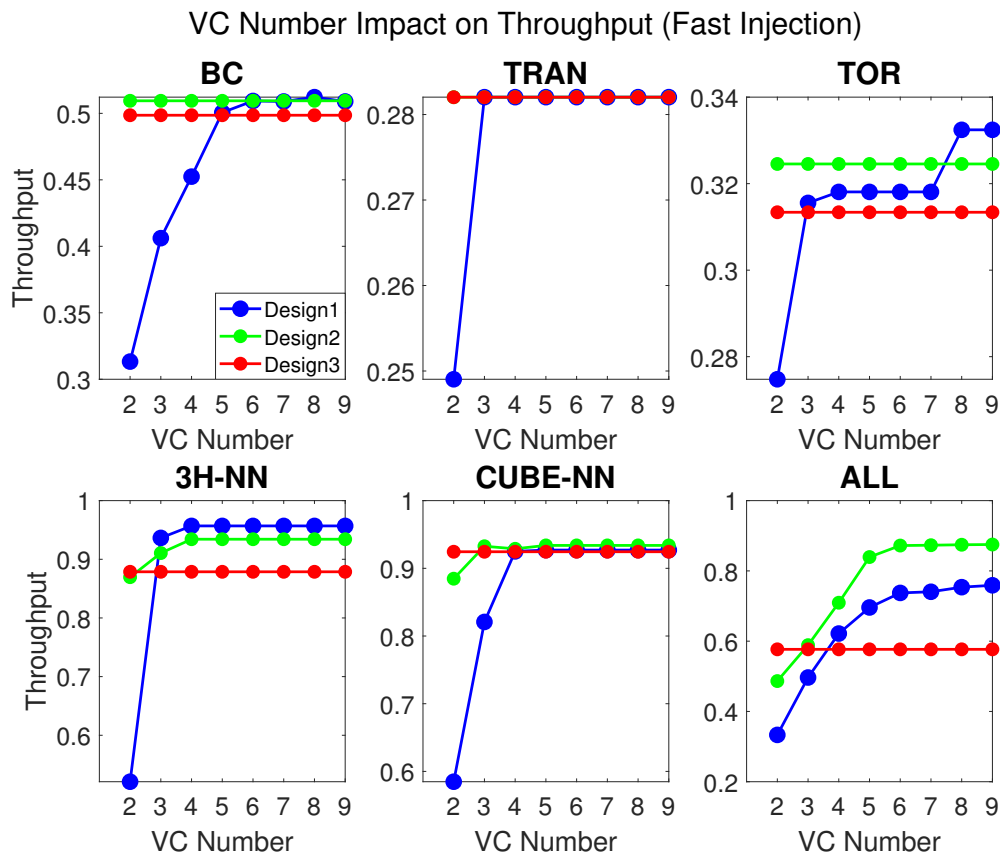 VC Number Impact on Throughput (Fast Injection)
BC
0.5
0.45
0.4
0.35
0.3
Throughput
Design1
Design2
Design3
2 3 4 5 6 7 8 9
VC Number
TRAN
0.28
0.27
0.26
0.25
2 3 4 5 6 7 8 9
VC Number
TOR
0.34
0.32
0.3
0.28
2 3 4 5 6 7 8 9
VC Number
3H-NN
1
0.9
0.8
0.7
0.6
Throughput
2 3 4 5 6 7 8 9
VC Number
CUBE-NN
1
0.9
0.8
0.7
0.6
2 3 4 5 6 7 8 9
VC Number
ALL
1
0.8
0.6
0.4
0.2
2 3 4 5 6 7 8 9
VC Number